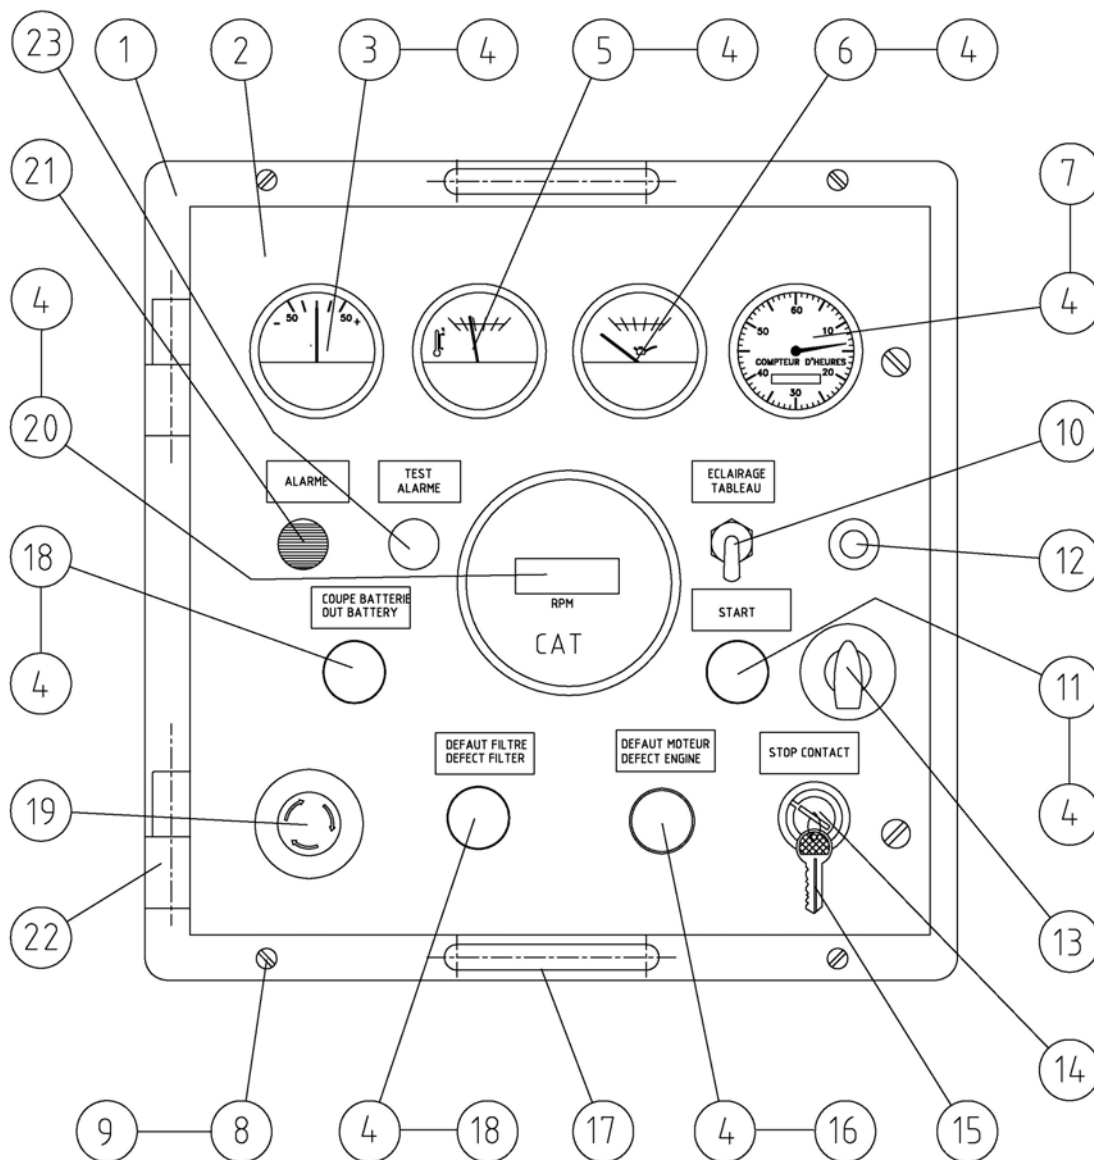 23
1
2
3
4
5
4
6
4
21
7
4
4
- 50 50 +
60
50 10
COMPTEUR D'HEURES
40 20
30
20
10
ALARME
TEST
ALARME
ECLAIRAGE
TABLEAU
18
12
COUPE BATTERIE
OUT BATTERY
RPM
START
CAT
4
11
DEFAUT FILTRE
DEFECT FILTER
DEFAUT MOTEUR
DEFECT ENGINE
STOP CONTACT
19
4
22
13
14
9
8
4
18
17
4
16
15